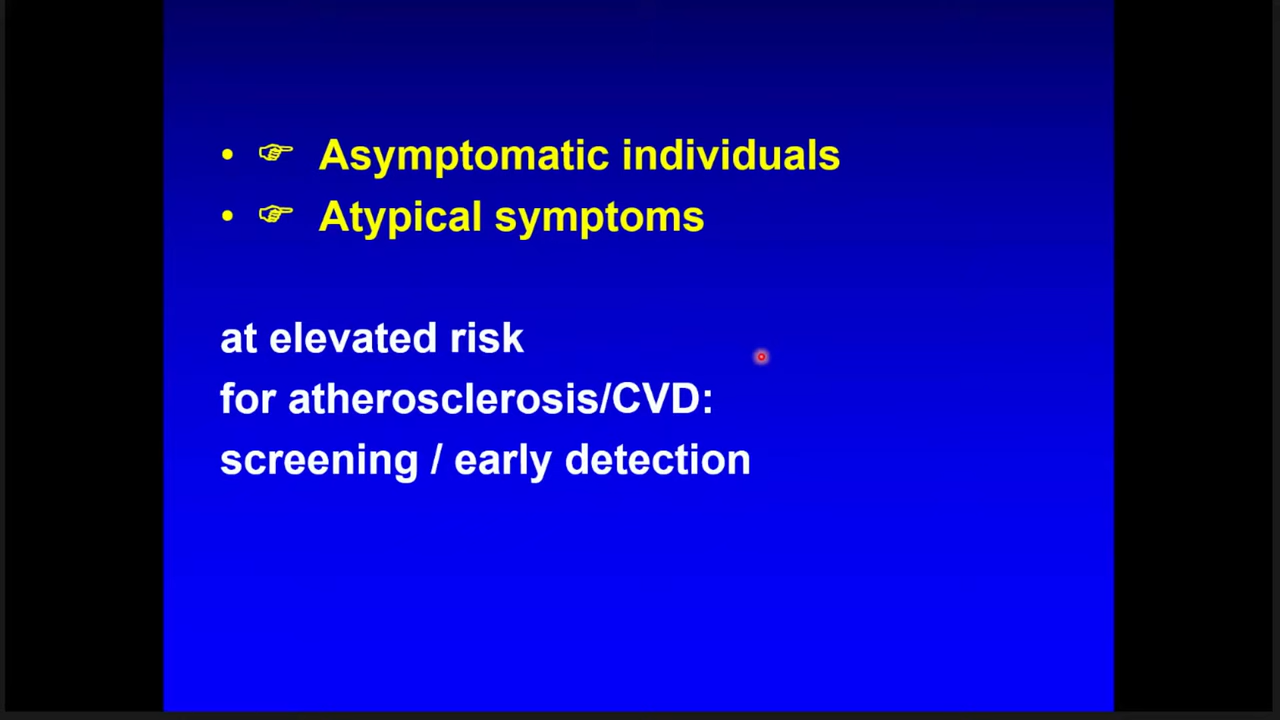 • ☞ Asymptomatic individuals
• ☞ Atypical symptoms
at elevated risk
for atherosclerosis/CVD:
screening / early detection